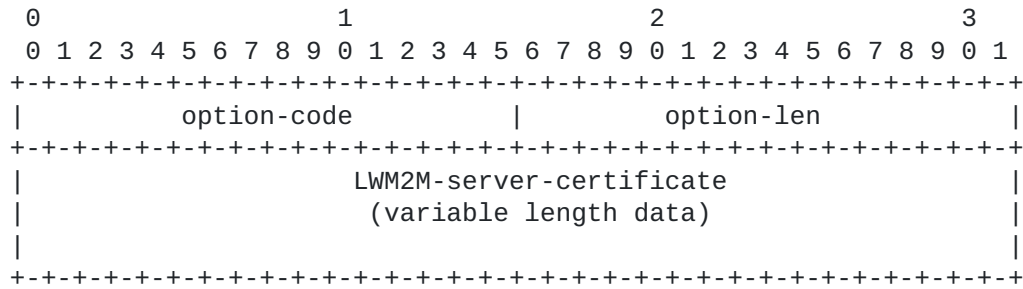 0                   1                   2                   3
 0 1 2 3 4 5 6 7 8 9 0 1 2 3 4 5 6 7 8 9 0 1 2 3 4 5 6 7 8 9 0 1
+-+-+-+-+-+-+-+-+-+-+-+-+-+-+-+-+-+-+-+-+-+-+-+-+-+-+-+-+-+-+-+-+
|          option-code          |         option-len            |
+-+-+-+-+-+-+-+-+-+-+-+-+-+-+-+-+-+-+-+-+-+-+-+-+-+-+-+-+-+-+-+-+
|                     LWM2M-server-certificate                  |
|                      (variable length data)                   |
|                                                               |
+-+-+-+-+-+-+-+-+-+-+-+-+-+-+-+-+-+-+-+-+-+-+-+-+-+-+-+-+-+-+-+-+